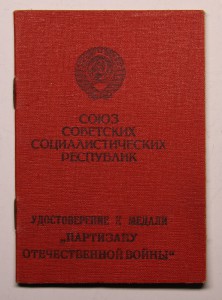 СОЮЗ
СОВЕТСКИХ
СОЦИАЛИСТИЧЕСКИХ
РЕСПУБЛИК
УДОСТОВЕРЕНИЕ К МЕДАЛИ
„ПАРТИЗАНУ
ОТЕЧЕСТВЕННОЙ ВОЙНЫ"